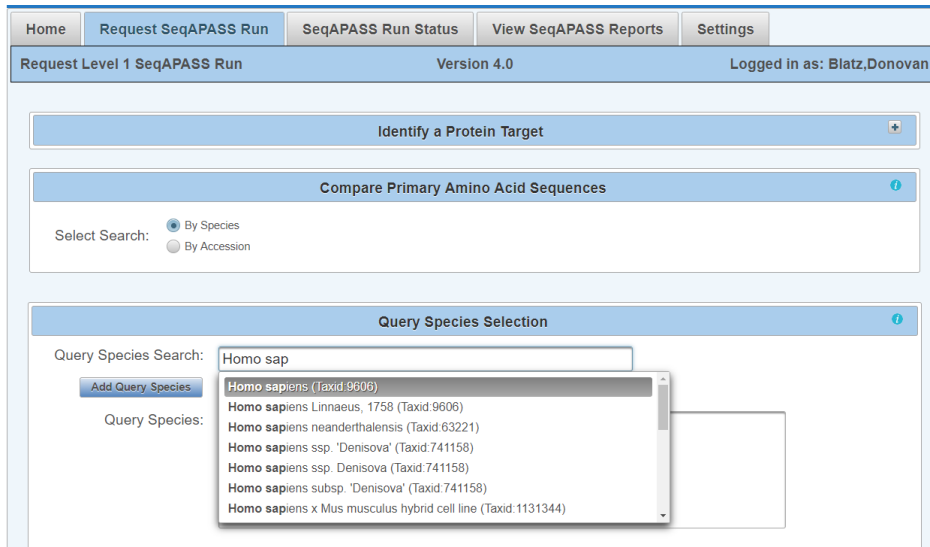 Home Request SeqAPASS Run SeqAPASS Run Status View SeqAPASS Reports Settings
Request Level 1 SeqAPASS Run Version 4.0 Logged in as: Blatz,Donovan
Identify a Protein Target
Compare Primary Amino Acid Sequences
Select Search:
By Species
By Accession
Query Species Selection
Query Species Search: Homo sap
Add Query Species
Query Species:
Homo sapiens (Taxid:9606)
Homo sapiens Linnaeus, 1758 (Taxid:9606)
Homo sapiens neanderthalensis (Taxid:63221)
Homo sapiens ssp. 'Denisova' (Taxid:741158)
Homo sapiens ssp. Denisova (Taxid:741158)
Homo sapiens subsp. 'Denisova' (Taxid:741158)
Homo sapiens x Mus musculus hybrid cell line (Taxid:1131344)